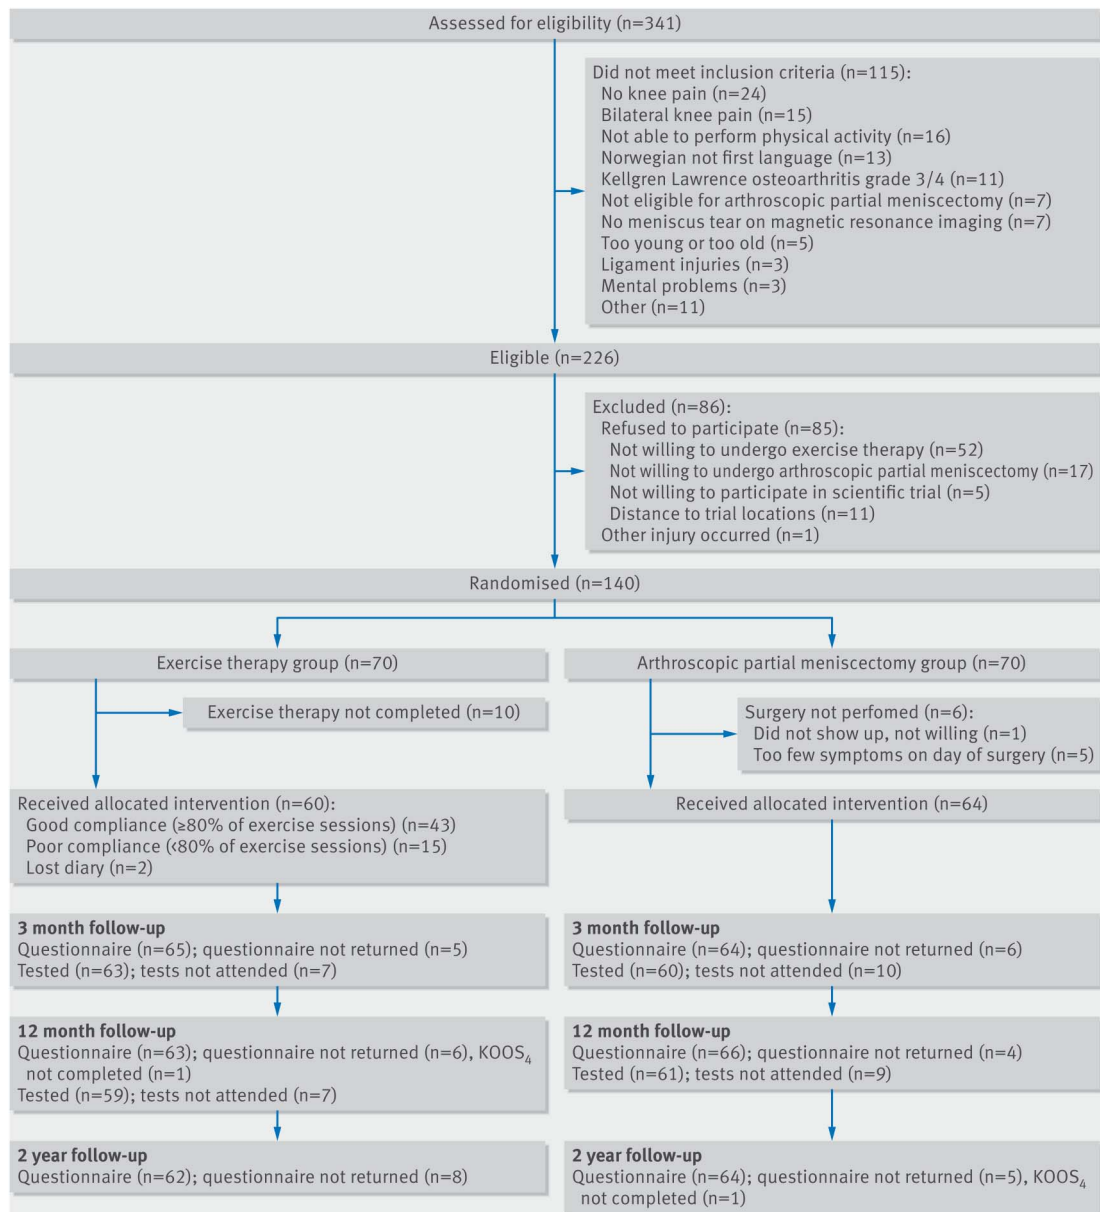 Assessed for eligibility (n=341)
Did not meet inclusion criteria (n=115):
No knee pain (n=24)
Bilateral knee pain (n=15)
Not able to perform physical activity (n=16)
Norwegian not first language (n=13)
Kellgren Lawrence osteoarthritis grade 3/4 (n=11)
Not eligible for arthroscopic partial meniscectomy (n=7)
No meniscus tear on magnetic resonance imaging (n=7)
Too young or too old (n=5)
Ligament injuries (n=3)
Mental problems (n=3)
Other (n=11)
Eligible (n=226)
Excluded (n=86):
Refused to participate (n=85):
Not willing to undergo exercise therapy (n=52)
Not willing to undergo arthroscopic partial meniscectomy (n=17)
Not willing to participate in scientific trial (n=5)
Distance to trial locations (n=11)
Other injury occurred (n=1)
Randomised (n=140)
Exercise therapy group (n=70)
Exercise therapy not completed (n=10)
Received allocated intervention (n=60):
Good compliance (≥80% of exercise sessions) (n=43)
Poor compliance (<80% of exercise sessions) (n=15)
Lost diary (n=2)
3 month follow-up
Questionnaire (n=65); questionnaire not returned (n=5)
Tested (n=63); tests not attended (n=7)
12 month follow-up
Questionnaire (n=63); questionnaire not returned (n=6), KOOS₄
not completed (n=1)
Tested (n=59); tests not attended (n=7)
2 year follow-up
Questionnaire (n=62); questionnaire not returned (n=8)
Arthroscopic partial meniscectomy group (n=70)
Surgery not perfomed (n=6):
Did not show up, not willing (n=1)
Too few symptoms on day of surgery (n=5)
Received allocated intervention (n=64)
3 month follow-up
Questionnaire (n=64); questionnaire not returned (n=6)
Tested (n=60); tests not attended (n=10)
12 month follow-up
Questionnaire (n=66); questionnaire not returned (n=4)
Tested (n=61); tests not attended (n=9)
2 year follow-up
Questionnaire (n=64); questionnaire not returned (n=5), KOOS₄
not completed (n=1)